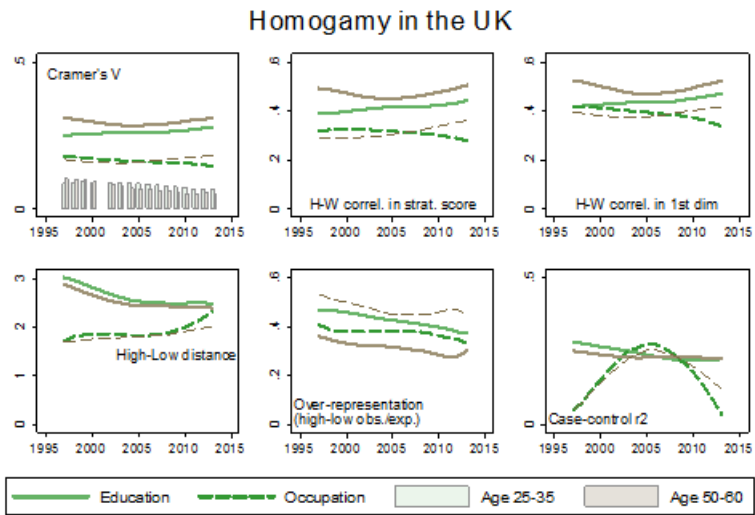 Homogamy in the UK
.5
Cramer's V
0
1995 2000 2005 2010 2015
.6
.4
.2
H-W correl. in strat. score
0
1995 2000 2005 2010 2015
.6
.4
.2
H-W correl. in 1st dim
0
1995 2000 2005 2010 2015
3
2
High-Low distance
1
0
1995 2000 2005 2010 2015
.6
.4
.2
Over-representation
(high-low obs./exp.)
0
1995 2000 2005 2010 2015
.5
Case-control r2
0
1995 2000 2005 2010 2015
Education Occupation Age 25-35 Age 50-60